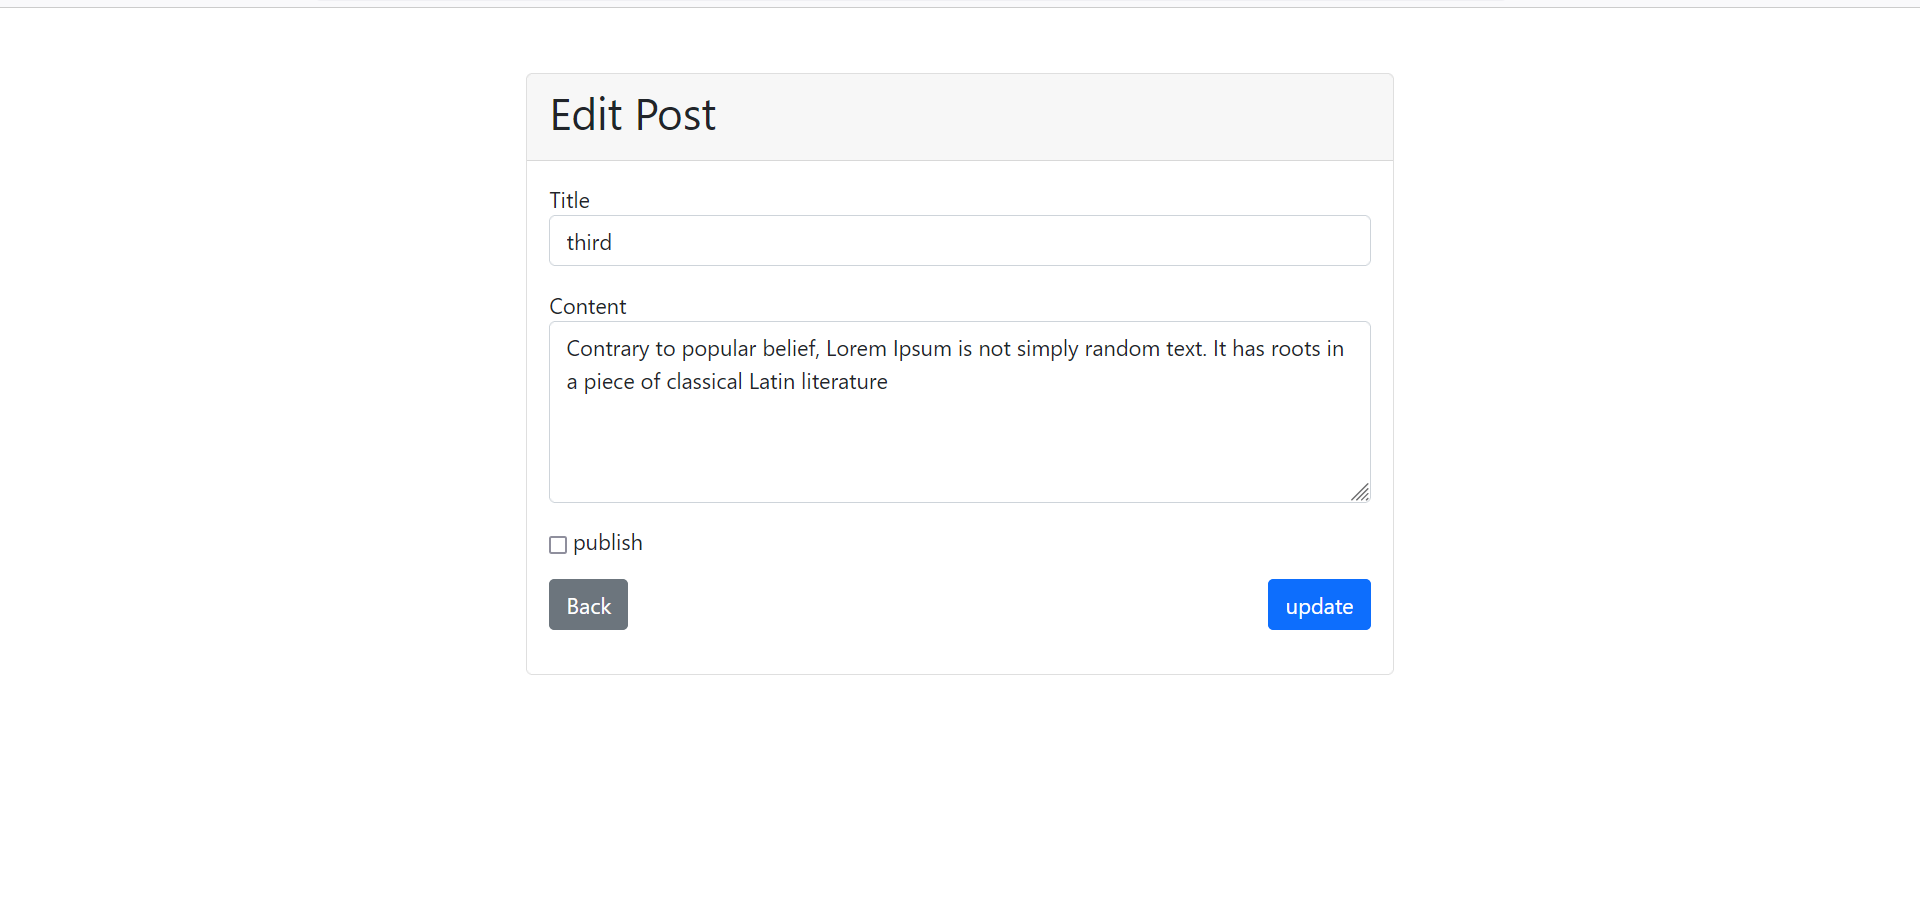 Edit Post
Title
third
Content
Contrary to popular belief, Lorem Ipsum is not simply random text. It has roots in
a piece of classical Latin literature
publish
Back
update